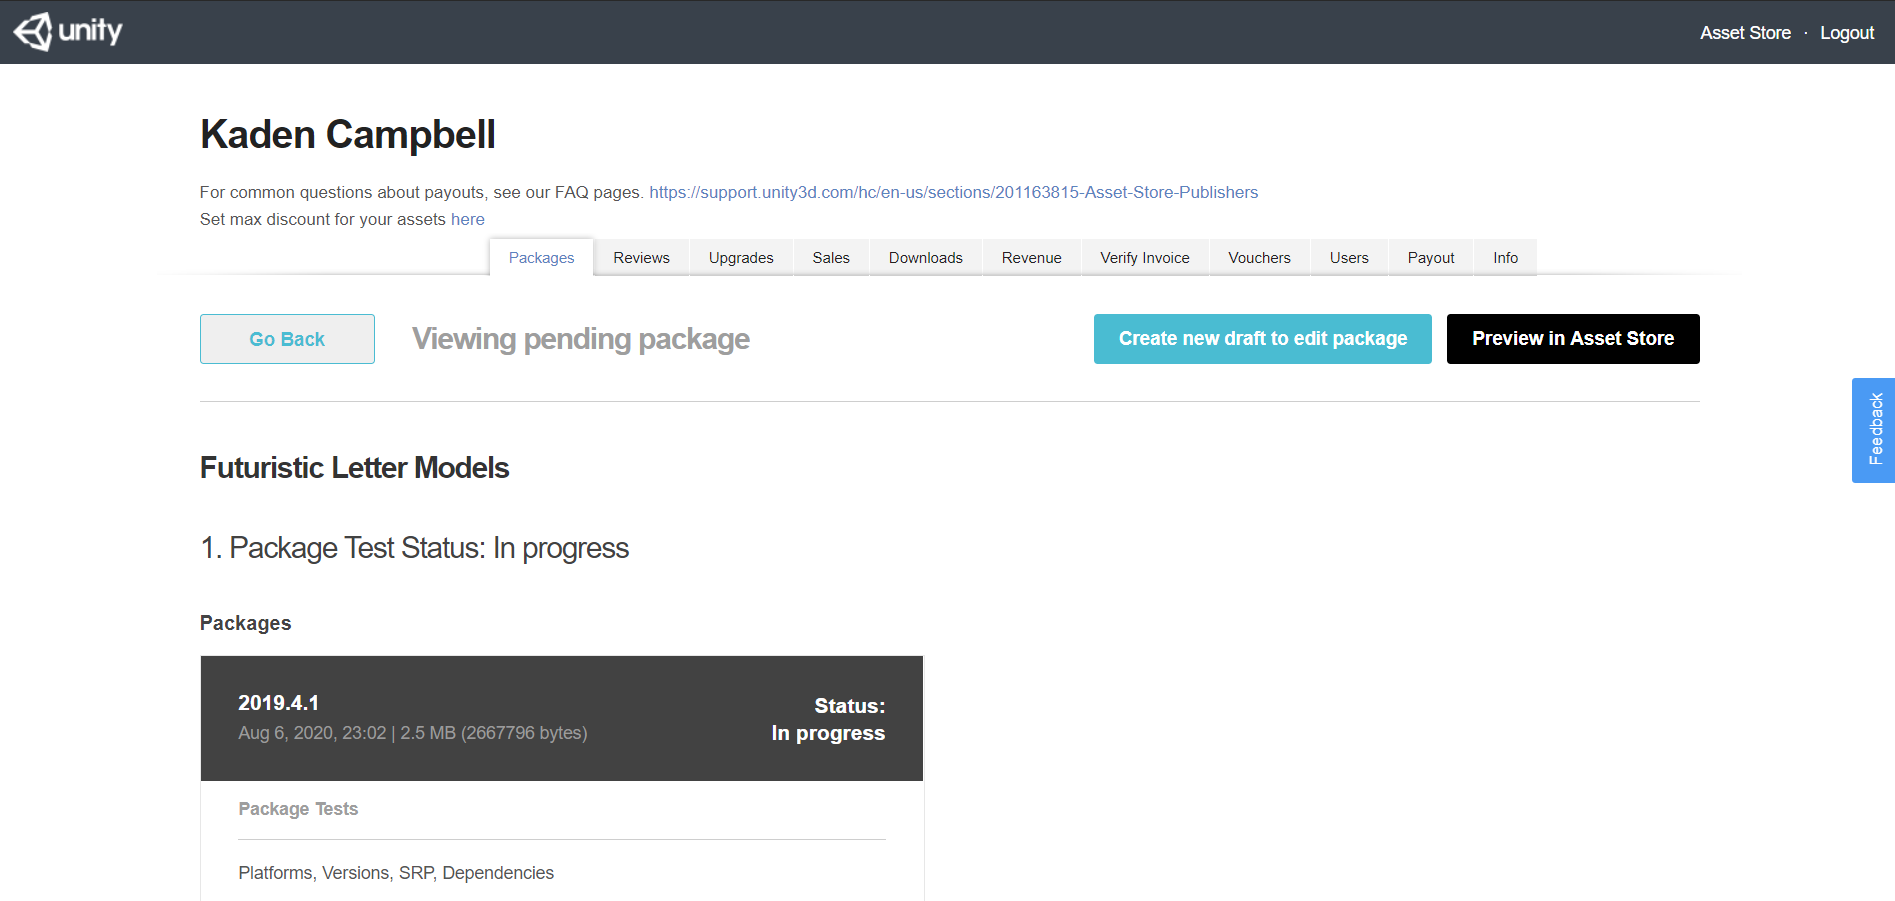 unity
Asset Store · Logout
Kaden Campbell
For common questions about payouts, see our FAQ pages. https://support.unity3d.com/hc/en-us/sections/201163815-Asset-Store-Publishers
Set max discount for your assets here
Packages Reviews Upgrades Sales Downloads Revenue Verify Invoice Vouchers Users Payout Info
Go Back Viewing pending package Create new draft to edit package Preview in Asset Store
Feedback
Futuristic Letter Models
1. Package Test Status: In progress
Packages
2019.4.1 Status:
Aug 6, 2020, 23:02 | 2.5 MB (2667796 bytes) In progress
Package Tests
Platforms, Versions, SRP, Dependencies